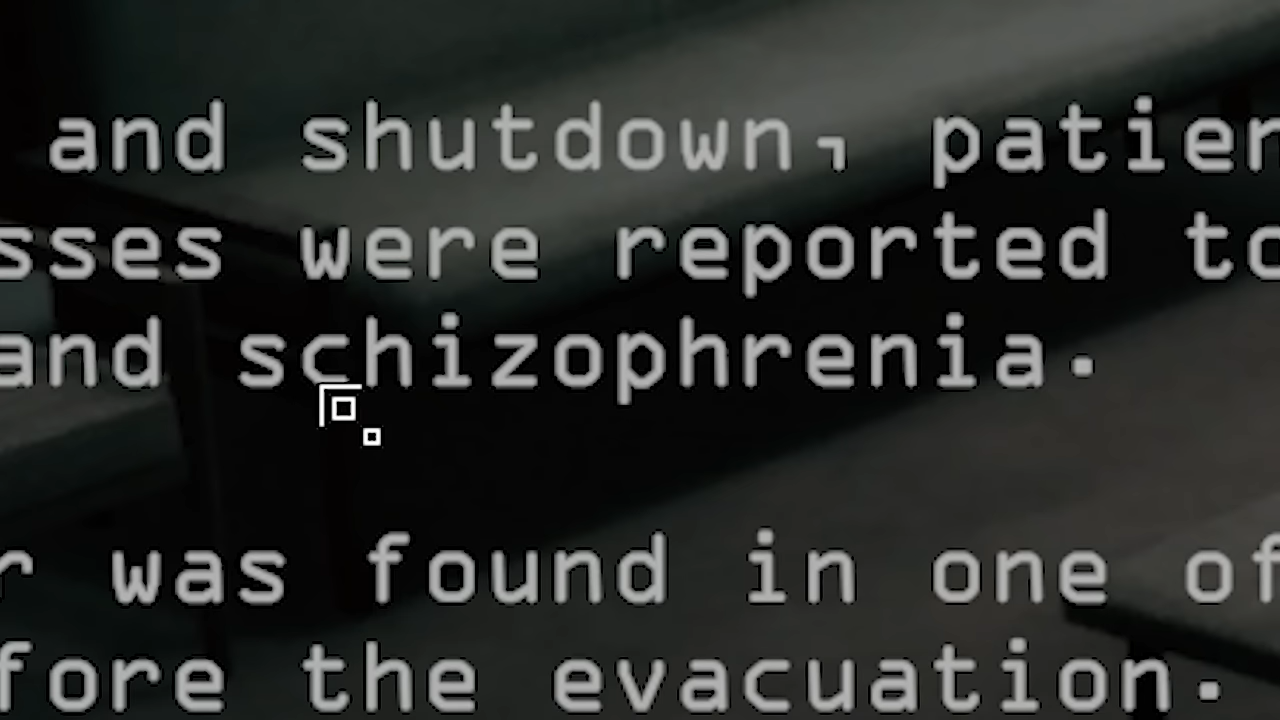 and shutdown, patien
sses were reported to
and schizophrenia.
r was found in one of
fore the evacuation.